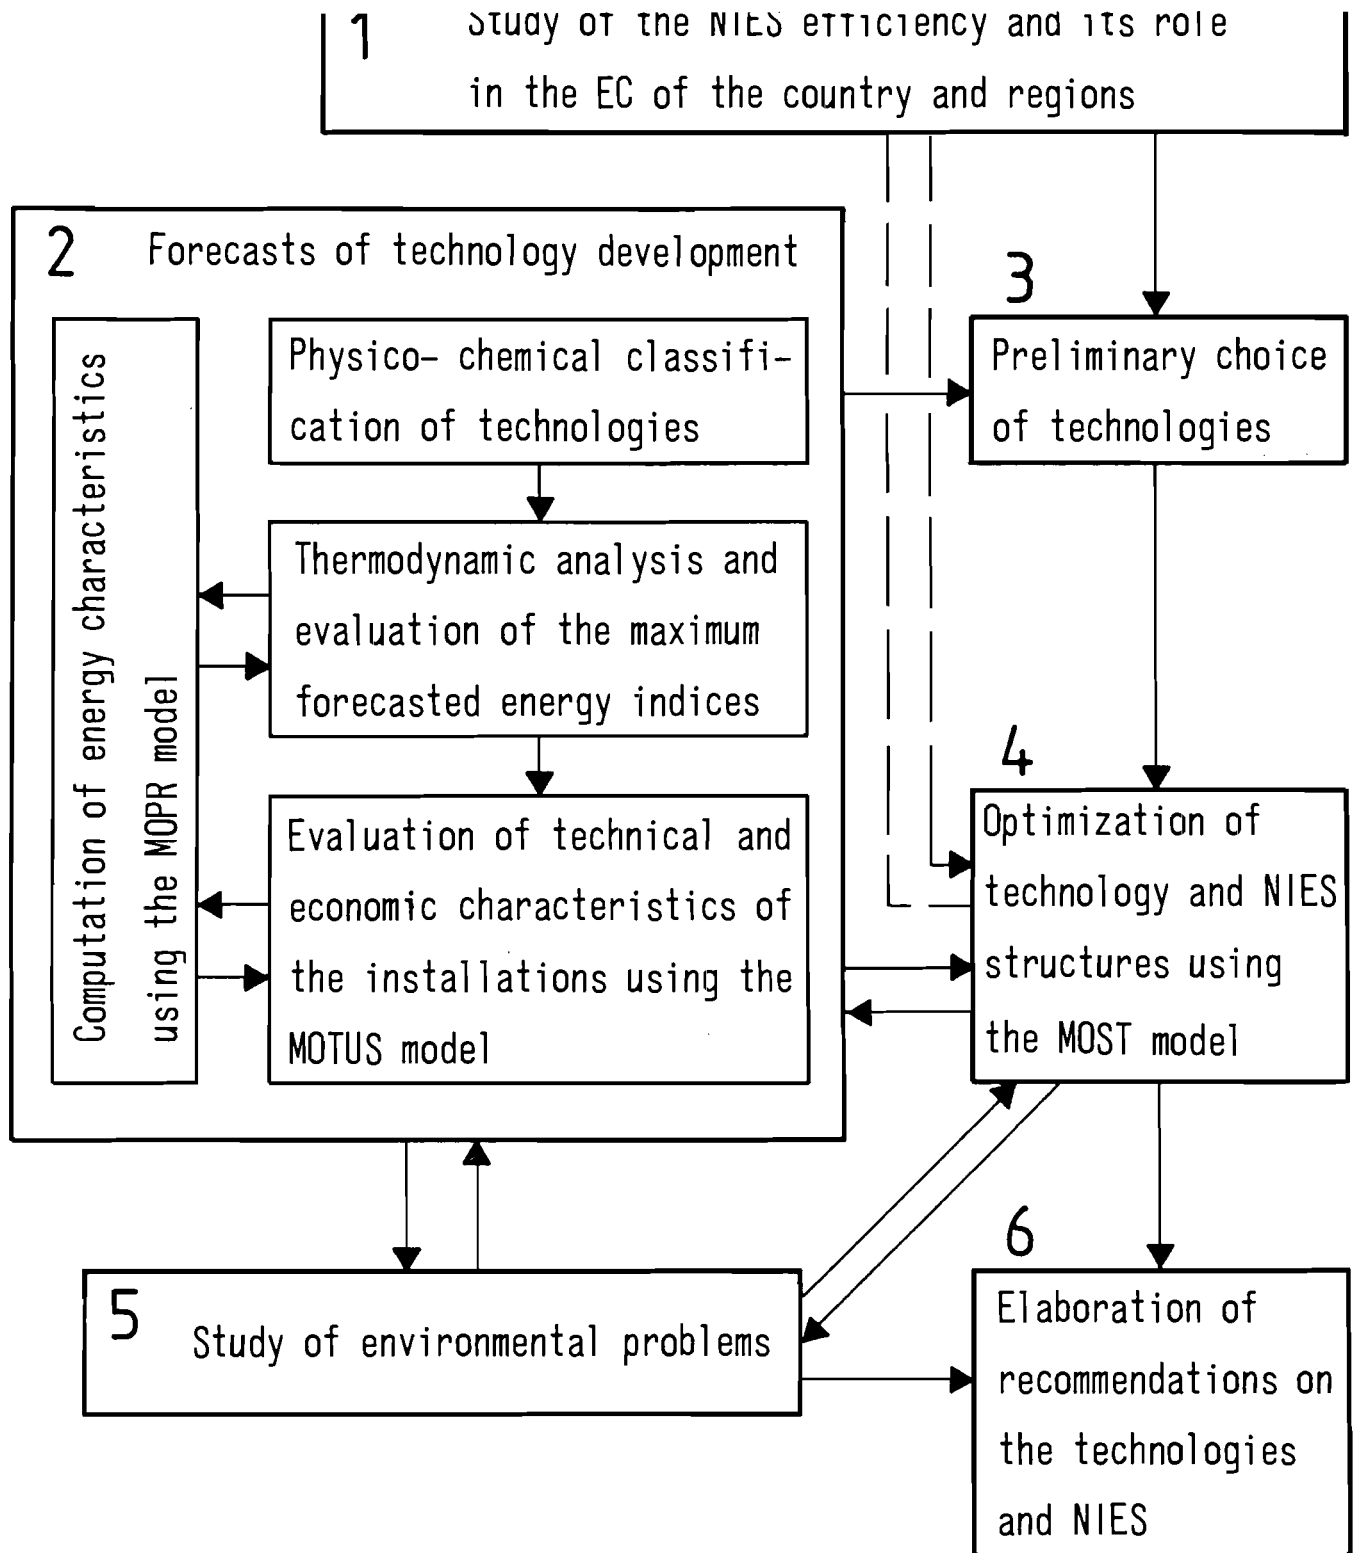 1
Study of the NIES efficiency and its role
in the EC of the country and regions
2
Forecasts of technology development
Computation of energy characteristics
using the MOPR model
Physico- chemical classifi-
cation of technologies
Thermodynamic analysis and
evaluation of the maximum
forecasted energy indices
Evaluation of technical and
economic characteristics of
the installations using the
MOTUS model
3
Preliminary choice
of technologies
4
Optimization of
technology and NIES
structures using
the MOST model
5
Study of environmental problems
6
Elaboration of
recommendations on
the technologies
and NIES